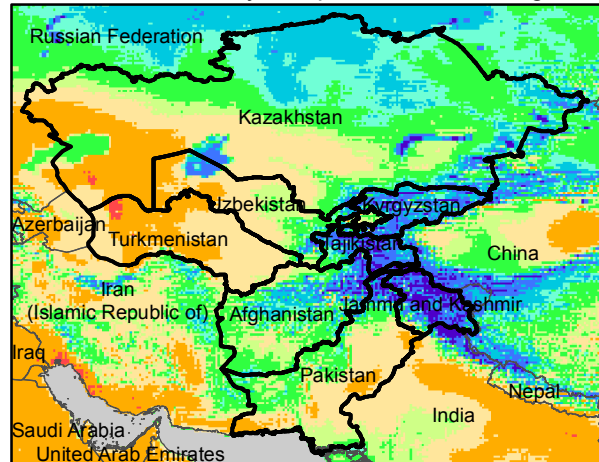 Russian Federation
Kazakhstan
Uzbekistan
Kyrgyzstan
Azerbaijan
Turkmenistan
Tajikistan
China
Iran
(Islamic Republic of)
Afghanistan
Jammu and Kashmir
Iraq
Pakistan
Nepal
India
Saudi Arabia
United Arab Emirates